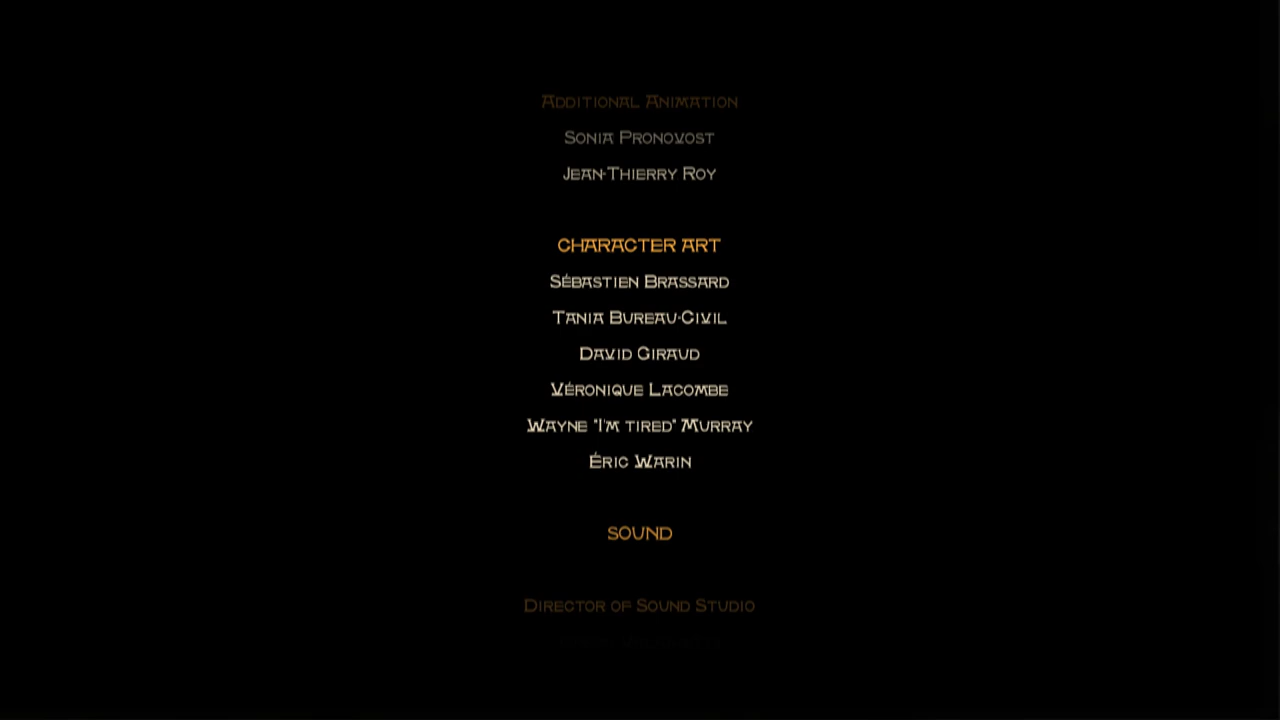 Additional Animation
Sonia Pronovost
Jean-Thierry Roy
CHARACTER ART
Sébastien Brassard
Tania Bureau-Civil
David Giraud
Véronique Lacombe
Wayne "I'm tired" Murray
Éric Warin
SOUND
Director of Sound Studio